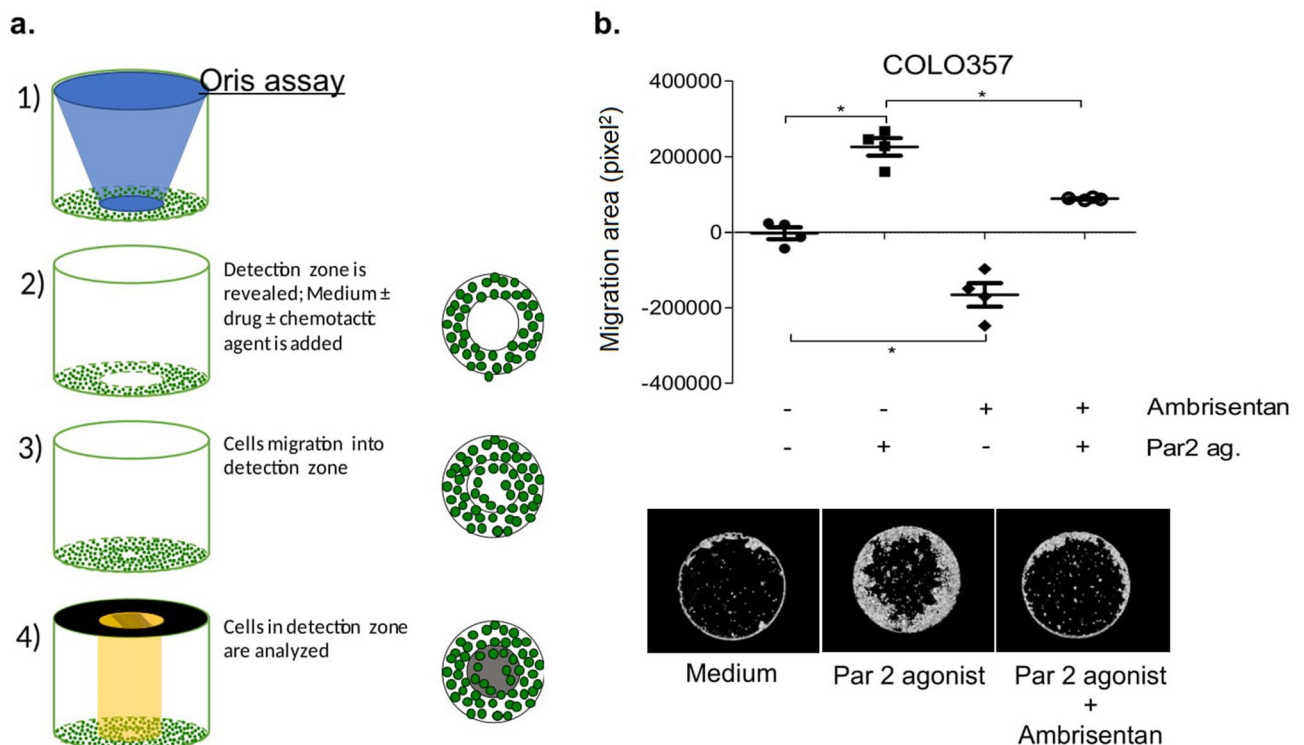 a.
Oris assay
1)
2)
Detection zone is
revealed; Medium ±
drug ± chemotactic
agent is added
3)
Cells migration into
detection zone
4)
Cells in detection zone
are analyzed
b.
COLO357
Migration area (pixel²)
400000
200000
0
-200000
-400000
*
*
*
- - + + Ambrisentan
- + - + Par2 ag.
Medium
Par 2 agonist
Par 2 agonist
+
Ambrisentan